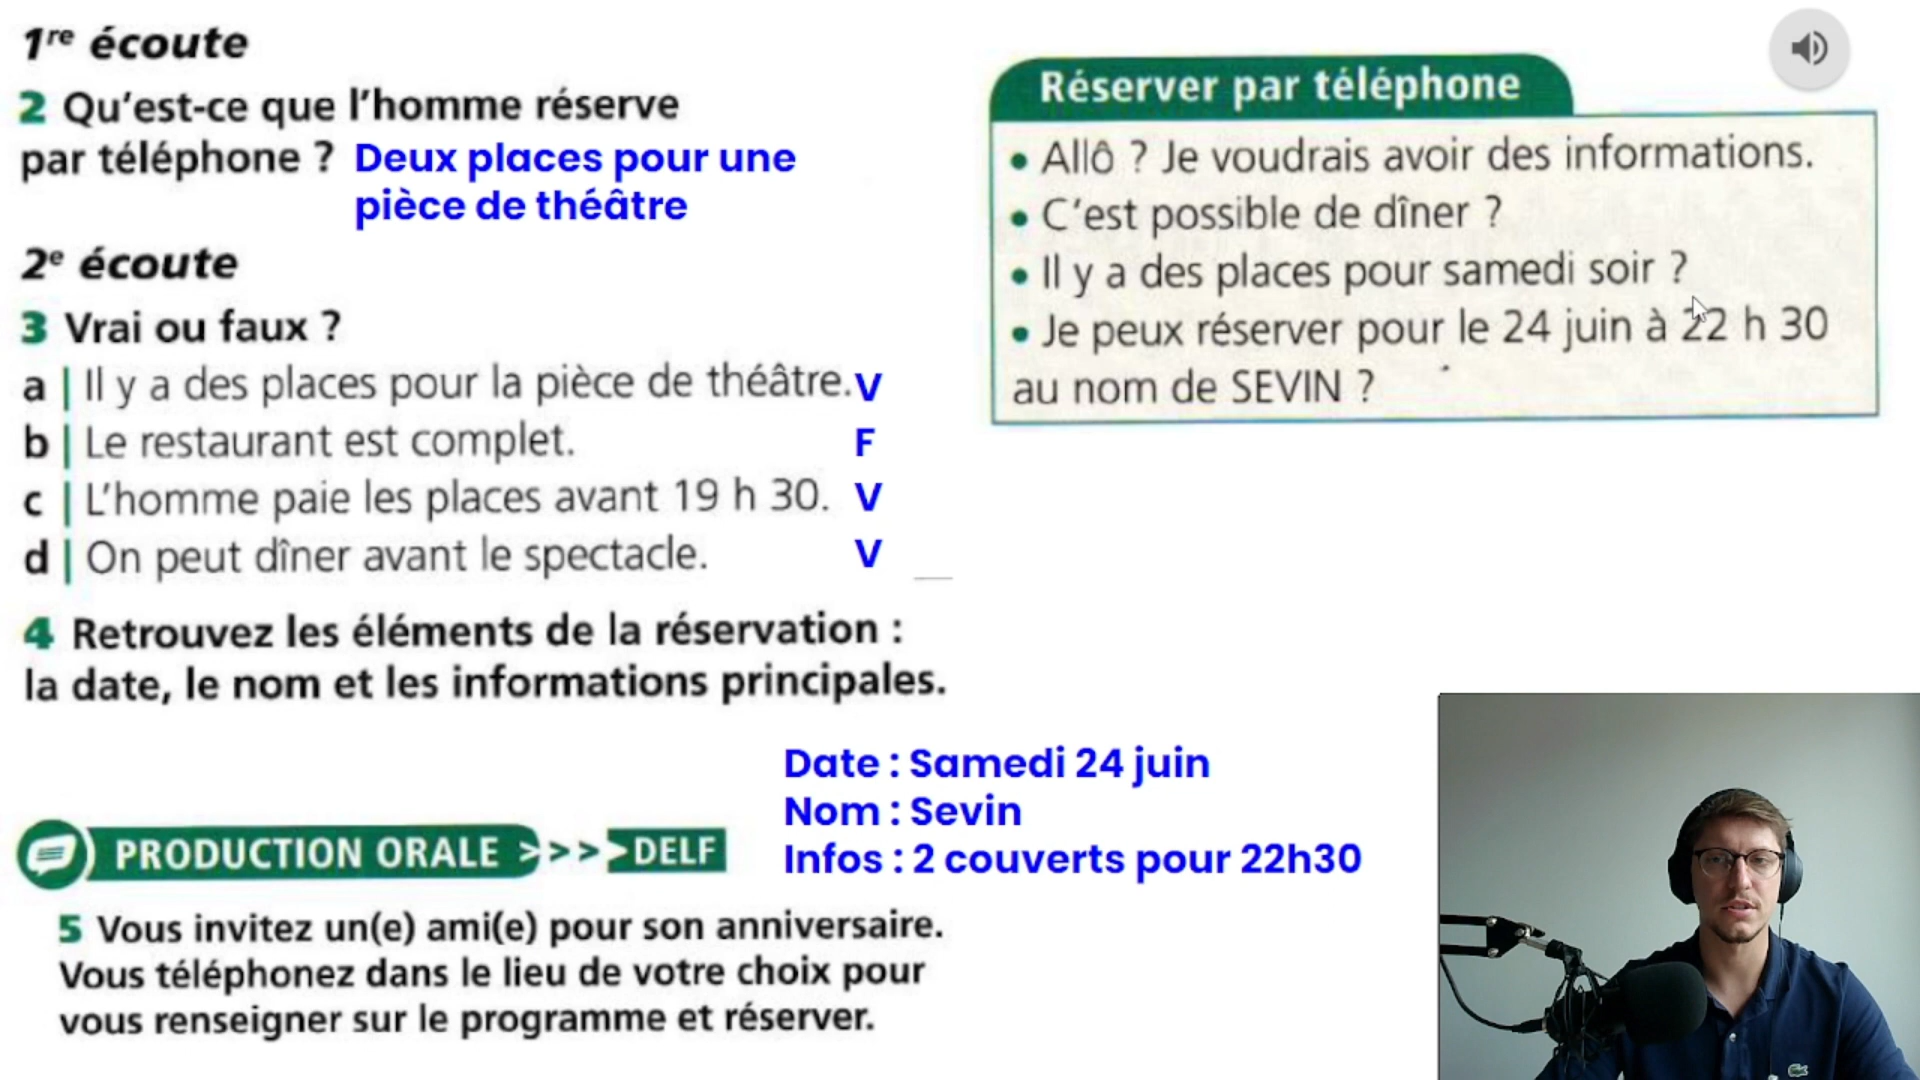 1re écoute
2 Qu'est-ce que l'homme réserve
par téléphone ? Deux places pour une
pièce de théâtre
2e écoute
3 Vrai ou faux ?
a | Il y a des places pour la pièce de théâtre. V
b | Le restaurant est complet. F
c | L'homme paie les places avant 19 h 30. V
d | On peut dîner avant le spectacle. V
4 Retrouvez les éléments de la réservation :
la date, le nom et les informations principales.
Date : Samedi 24 juin
Nom : Sevin
Infos : 2 couverts pour 22h30
PRODUCTION ORALE >>>> DELF
5 Vous invitez un(e) ami(e) pour son anniversaire.
Vous téléphonez dans le lieu de votre choix pour
vous renseigner sur le programme et réserver.
Réserver par téléphone
• Allô ? Je voudrais avoir des informations.
• C'est possible de dîner ?
• Il y a des places pour samedi soir ?
• Je peux réserver pour le 24 juin à 22 h 30
au nom de SEVIN ?